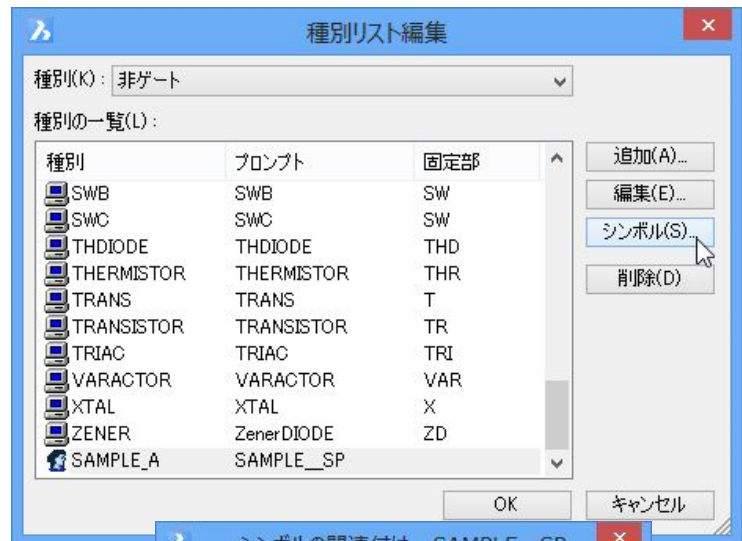 種別リスト編集
種別(K): 非ゲート
種別の一覧(L):
種別 プロンプト 固定部
SWB SWB SW
SWC SWC SW
THDIODE THDIODE THD
THERMISTOR THERMISTOR THR
TRANS TRANS T
TRANSISTOR TRANSISTOR TR
TRIAC TRIAC TRI
VARACTOR VARACTOR VAR
XTAL XTAL X
ZENER ZenerDIODE ZD
SAMPLE_A SAMPLE__SP
追加(A)...
編集(E)...
シンボル(S)...
削除(D)
OK キャンセル